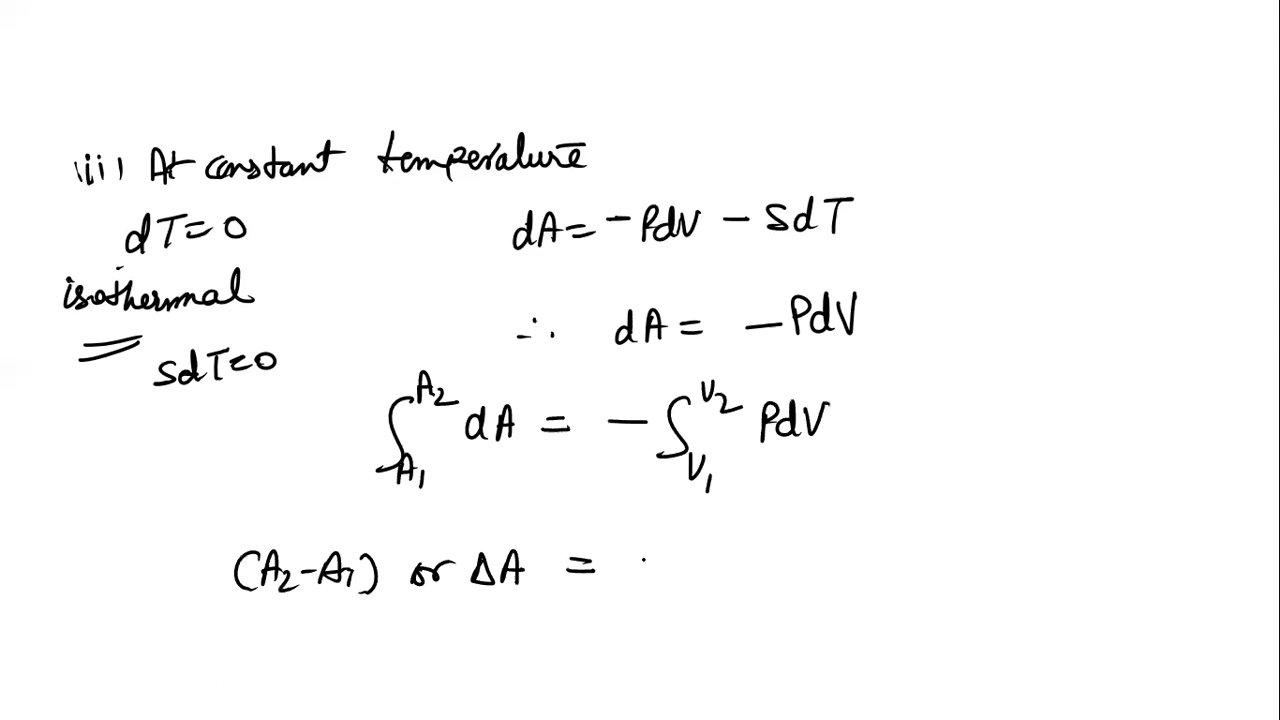 (iii) At constant temperature
dT=0 dA= -PdV - SdT
isothermal
∴ dA= -PdV
SdT=0
∫_{A₁}^{A₂} dA = -∫_{V₁}^{V₂} PdV
(A₂-A₁) or ΔA =